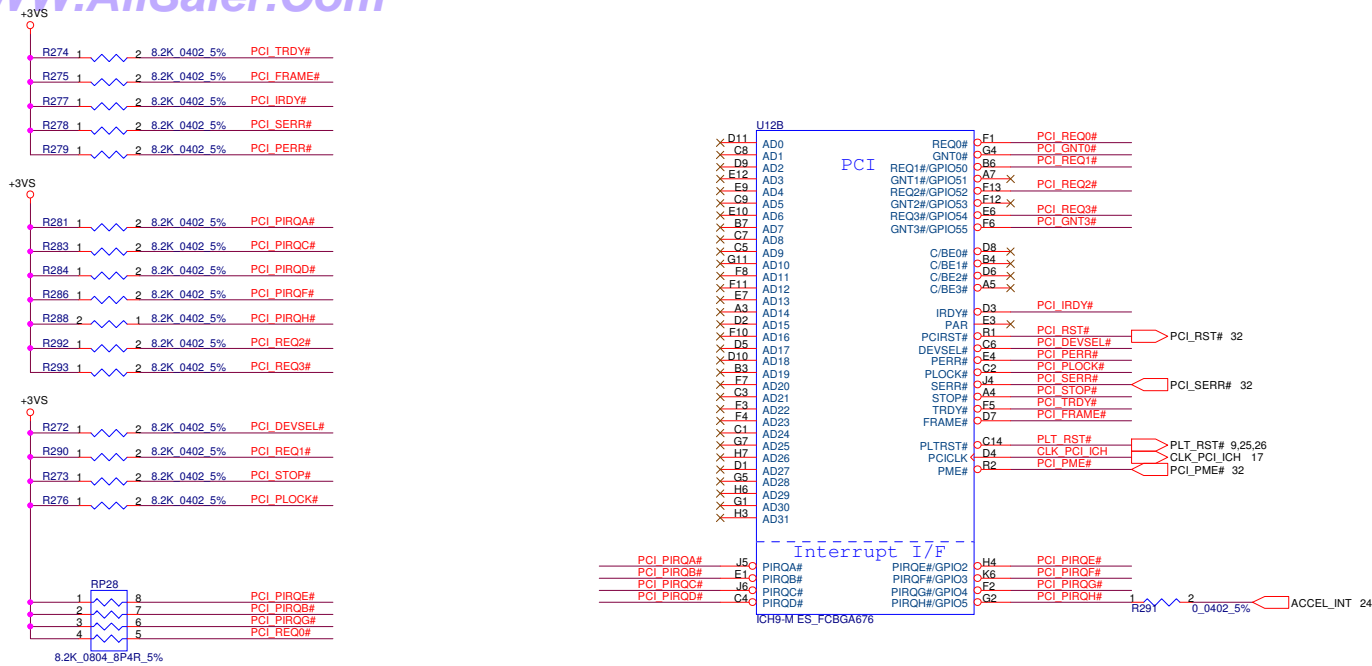 WWW.AllSaler.Com
+3VS
R274 1 2 8.2K_0402_5% PCI_TRDY#
R275 1 2 8.2K_0402_5% PCI_FRAME#
R277 1 2 8.2K_0402_5% PCI_IRDY#
R278 1 2 8.2K_0402_5% PCI_SERR#
R279 1 2 8.2K_0402_5% PCI_PERR#
+3VS
R281 1 2 8.2K_0402_5% PCI_PIRQA#
R283 1 2 8.2K_0402_5% PCI_PIRQC#
R284 1 2 8.2K_0402_5% PCI_PIRQD#
R286 1 2 8.2K_0402_5% PCI_PIRQF#
R288 2 1 8.2K_0402_5% PCI_PIRQH#
R292 1 2 8.2K_0402_5% PCI_REQ2#
R293 1 2 8.2K_0402_5% PCI_REQ3#
+3VS
R272 1 2 8.2K_0402_5% PCI_DEVSEL#
R290 1 2 8.2K_0402_5% PCI_REQ1#
R273 1 2 8.2K_0402_5% PCI_STOP#
R276 1 2 8.2K_0402_5% PCI_PLOCK#
RP28
1 8 PCI_PIRQE#
2 7 PCI_PIRQB#
3 6 PCI_PIRQG#
4 5 PCI_REQ0#
8.2K_0804_8P4R_5%
U12B
PCI
D11 AD0
C8 AD1
D9 AD2
E12 AD3
E9 AD4
C9 AD5
E10 AD6
B7 AD7
C7 AD8
C5 AD9
G11 AD10
F8 AD11
F11 AD12
E7 AD13
A3 AD14
D2 AD15
F10 AD16
D5 AD17
D10 AD18
B3 AD19
F7 AD20
C3 AD21
F3 AD22
F4 AD23
C1 AD24
G7 AD25
H7 AD26
D1 AD27
G5 AD28
H6 AD29
G1 AD30
H3 AD31
REQ0# F1 PCI_REQ0#
GNT0# G4 PCI_GNT0#
REQ1#/GPIO50 B6 PCI_REQ1#
GNT1#/GPIO51 A7
REQ2#/GPIO52 F13 PCI_REQ2#
GNT2#/GPIO53 F12
REQ3#/GPIO54 E6 PCI_REQ3#
GNT3#/GPIO55 F6 PCI_GNT3#
C/BE0# D8
C/BE1# B4
C/BE2# D6
C/BE3# A5
IRDY# D3 PCI_IRDY#
PAR E3
PCIRST# R1 PCI_RST# PCI_RST# 32
DEVSEL# C6 PCI_DEVSEL#
PERR# E4 PCI_PERR#
PLOCK# C2 PCI_PLOCK#
SERR# J4 PCI_SERR# PCI_SERR# 32
STOP# A4 PCI_STOP#
TRDY# F5 PCI_TRDY#
FRAME# D7 PCI_FRAME#
PLTRST# C14 PLT_RST# PLT_RST# 9,25,26
PCICLK D4 CLK_PCI_ICH CLK_PCI_ICH 17
PME# R2 PCI_PME# PCI_PME# 32
Interrupt I/F
PCI_PIRQA# J5 PIRQA# PIRQE#/GPIO2 H4 PCI_PIRQE#
PCI_PIRQB# E1 PIRQB# PIRQF#/GPIO3 K6 PCI_PIRQF#
PCI_PIRQC# J6 PIRQC# PIRQG#/GPIO4 F2 PCI_PIRQG#
PCI_PIRQD# C4 PIRQD# PIRQH#/GPIO5 G2 PCI_PIRQH# 1 R291 2 0_0402_5% ACCEL_INT 24
ICH9-M ES_FCBGA676